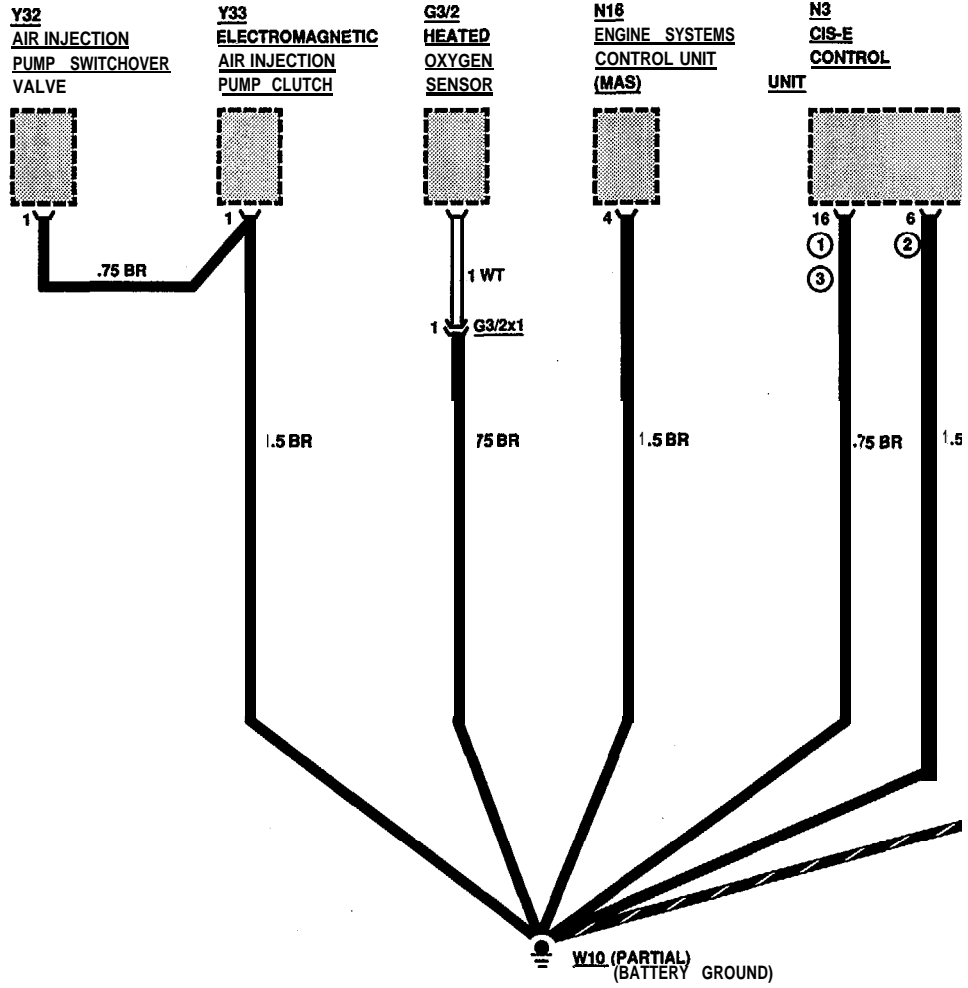 Y32
AIR INJECTION
PUMP SWITCHOVER
VALVE
Y33
ELECTROMAGNETIC
AIR INJECTION
PUMP CLUTCH
G3/2
HEATED
OXYGEN
SENSOR
N16
ENGINE SYSTEMS
CONTROL UNIT
(MAS)
N3
CIS-E
CONTROL
UNIT
1
1
4
16
6
1
2
3
.75 BR
1 WT
1
G3/2x1
1.5 BR
75 BR
1.5 BR
.75 BR
1.5
W10 (PARTIAL)
(BATTERY GROUND)